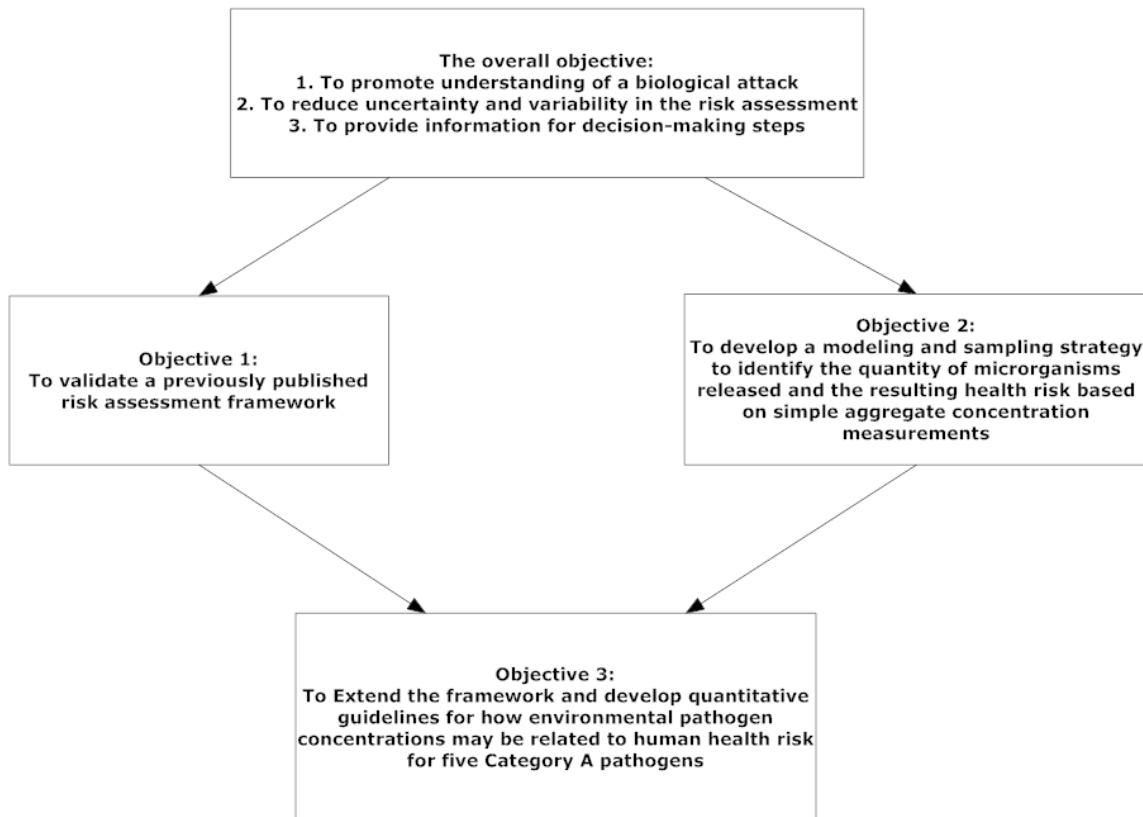 The overall objective:
1. To promote understanding of a biological attack
2. To reduce uncertainty and variability in the risk assessment
3. To provide information for decision-making steps
Objective 1:
To validate a previously published
risk assessment framework
Objective 2:
To develop a modeling and sampling strategy
to identify the quantity of microrganisms
released and the resulting health risk based
on simple aggregate concentration
measurements
Objective 3:
To Extend the framework and develop quantitative
guidelines for how environmental pathogen
concentrations may be related to human health risk
for five Category A pathogens